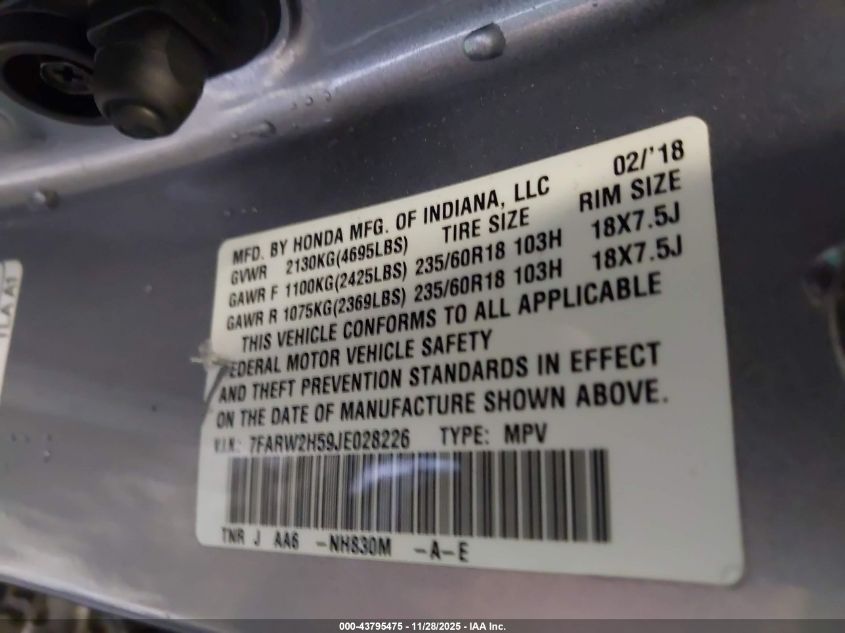 02/'18
MFD. BY HONDA MFG. OF INDIANA, LLC
GVWR 2130KG(4695LBS) TIRE SIZE RIM SIZE
GAWR F 1100KG(2425LBS) 235/60R18 103H 18X7.5J
GAWR R 1075KG(2369LBS) 235/60R18 103H 18X7.5J
THIS VEHICLE CONFORMS TO ALL APPLICABLE
FEDERAL MOTOR VEHICLE SAFETY
AND THEFT PREVENTION STANDARDS IN EFFECT
ON THE DATE OF MANUFACTURE SHOWN ABOVE.
V.I.N.: 7FARW2H59JE028226 TYPE: MPV
TNR J AA6 -NH830M -A-E
000-43795475 - 11/28/2025 - IAA Inc.